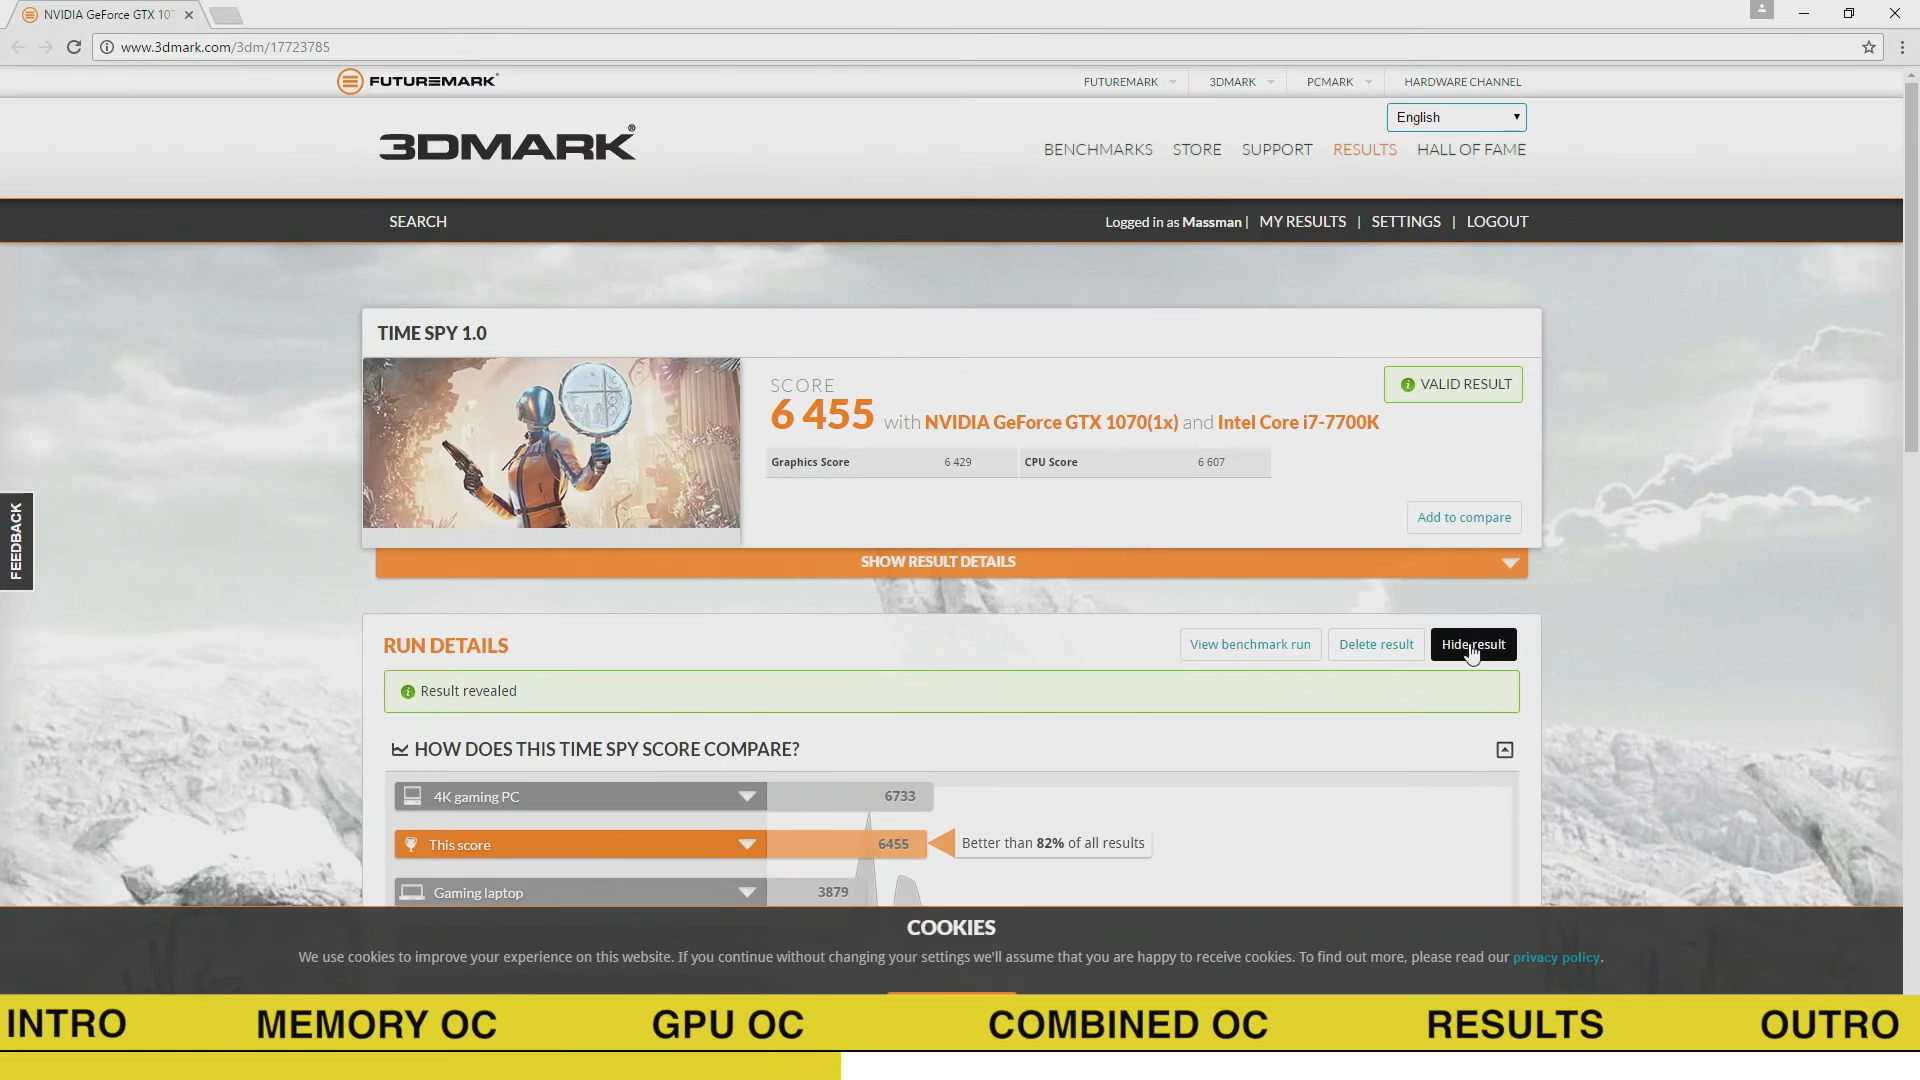 NVIDIA GeForce GTX 107
www.3dmark.com/3dm/17723785
FUTUREMARK
FUTUREMARK 3DMARK PCMARK HARDWARE CHANNEL
English
3DMARK®
BENCHMARKS STORE SUPPORT RESULTS HALL OF FAME
SEARCH
Logged in as Massman | MY RESULTS | SETTINGS | LOGOUT
TIME SPY 1.0
SCORE
VALID RESULT
6 455 with NVIDIA GeForce GTX 1070(1x) and Intel Core i7-7700K
Graphics Score 6 429 CPU Score 6 607
Add to compare
SHOW RESULT DETAILS
FEEDBACK
RUN DETAILS
View benchmark run Delete result Hide result
Result revealed
HOW DOES THIS TIME SPY SCORE COMPARE?
4K gaming PC 6733
This score 6455 Better than 82% of all results
Gaming laptop 3879
COOKIES
We use cookies to improve your experience on this website. If you continue without changing your settings we'll assume that you are happy to receive cookies. To find out more, please read our privacy policy.
INTRO MEMORY OC GPU OC COMBINED OC RESULTS OUTRO